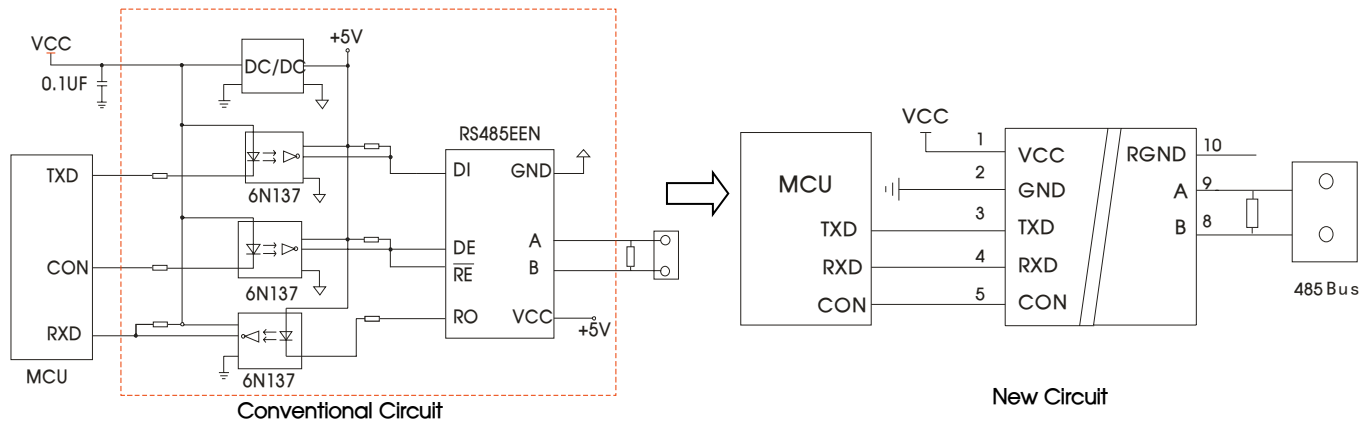 VCC
+5V
DC/DC
0.1UF
RS485EEN
TXD
6N137
DI
GND
CON
6N137
DE
RE
A
B
RXD
6N137
RO
VCC
+5V
MCU
Conventional Circuit
VCC
MCU
TXD
RXD
CON
1
2
3
4
5
VCC
GND
TXD
RXD
CON
RGND
A
B
10
9
8
485 Bus
New Circuit